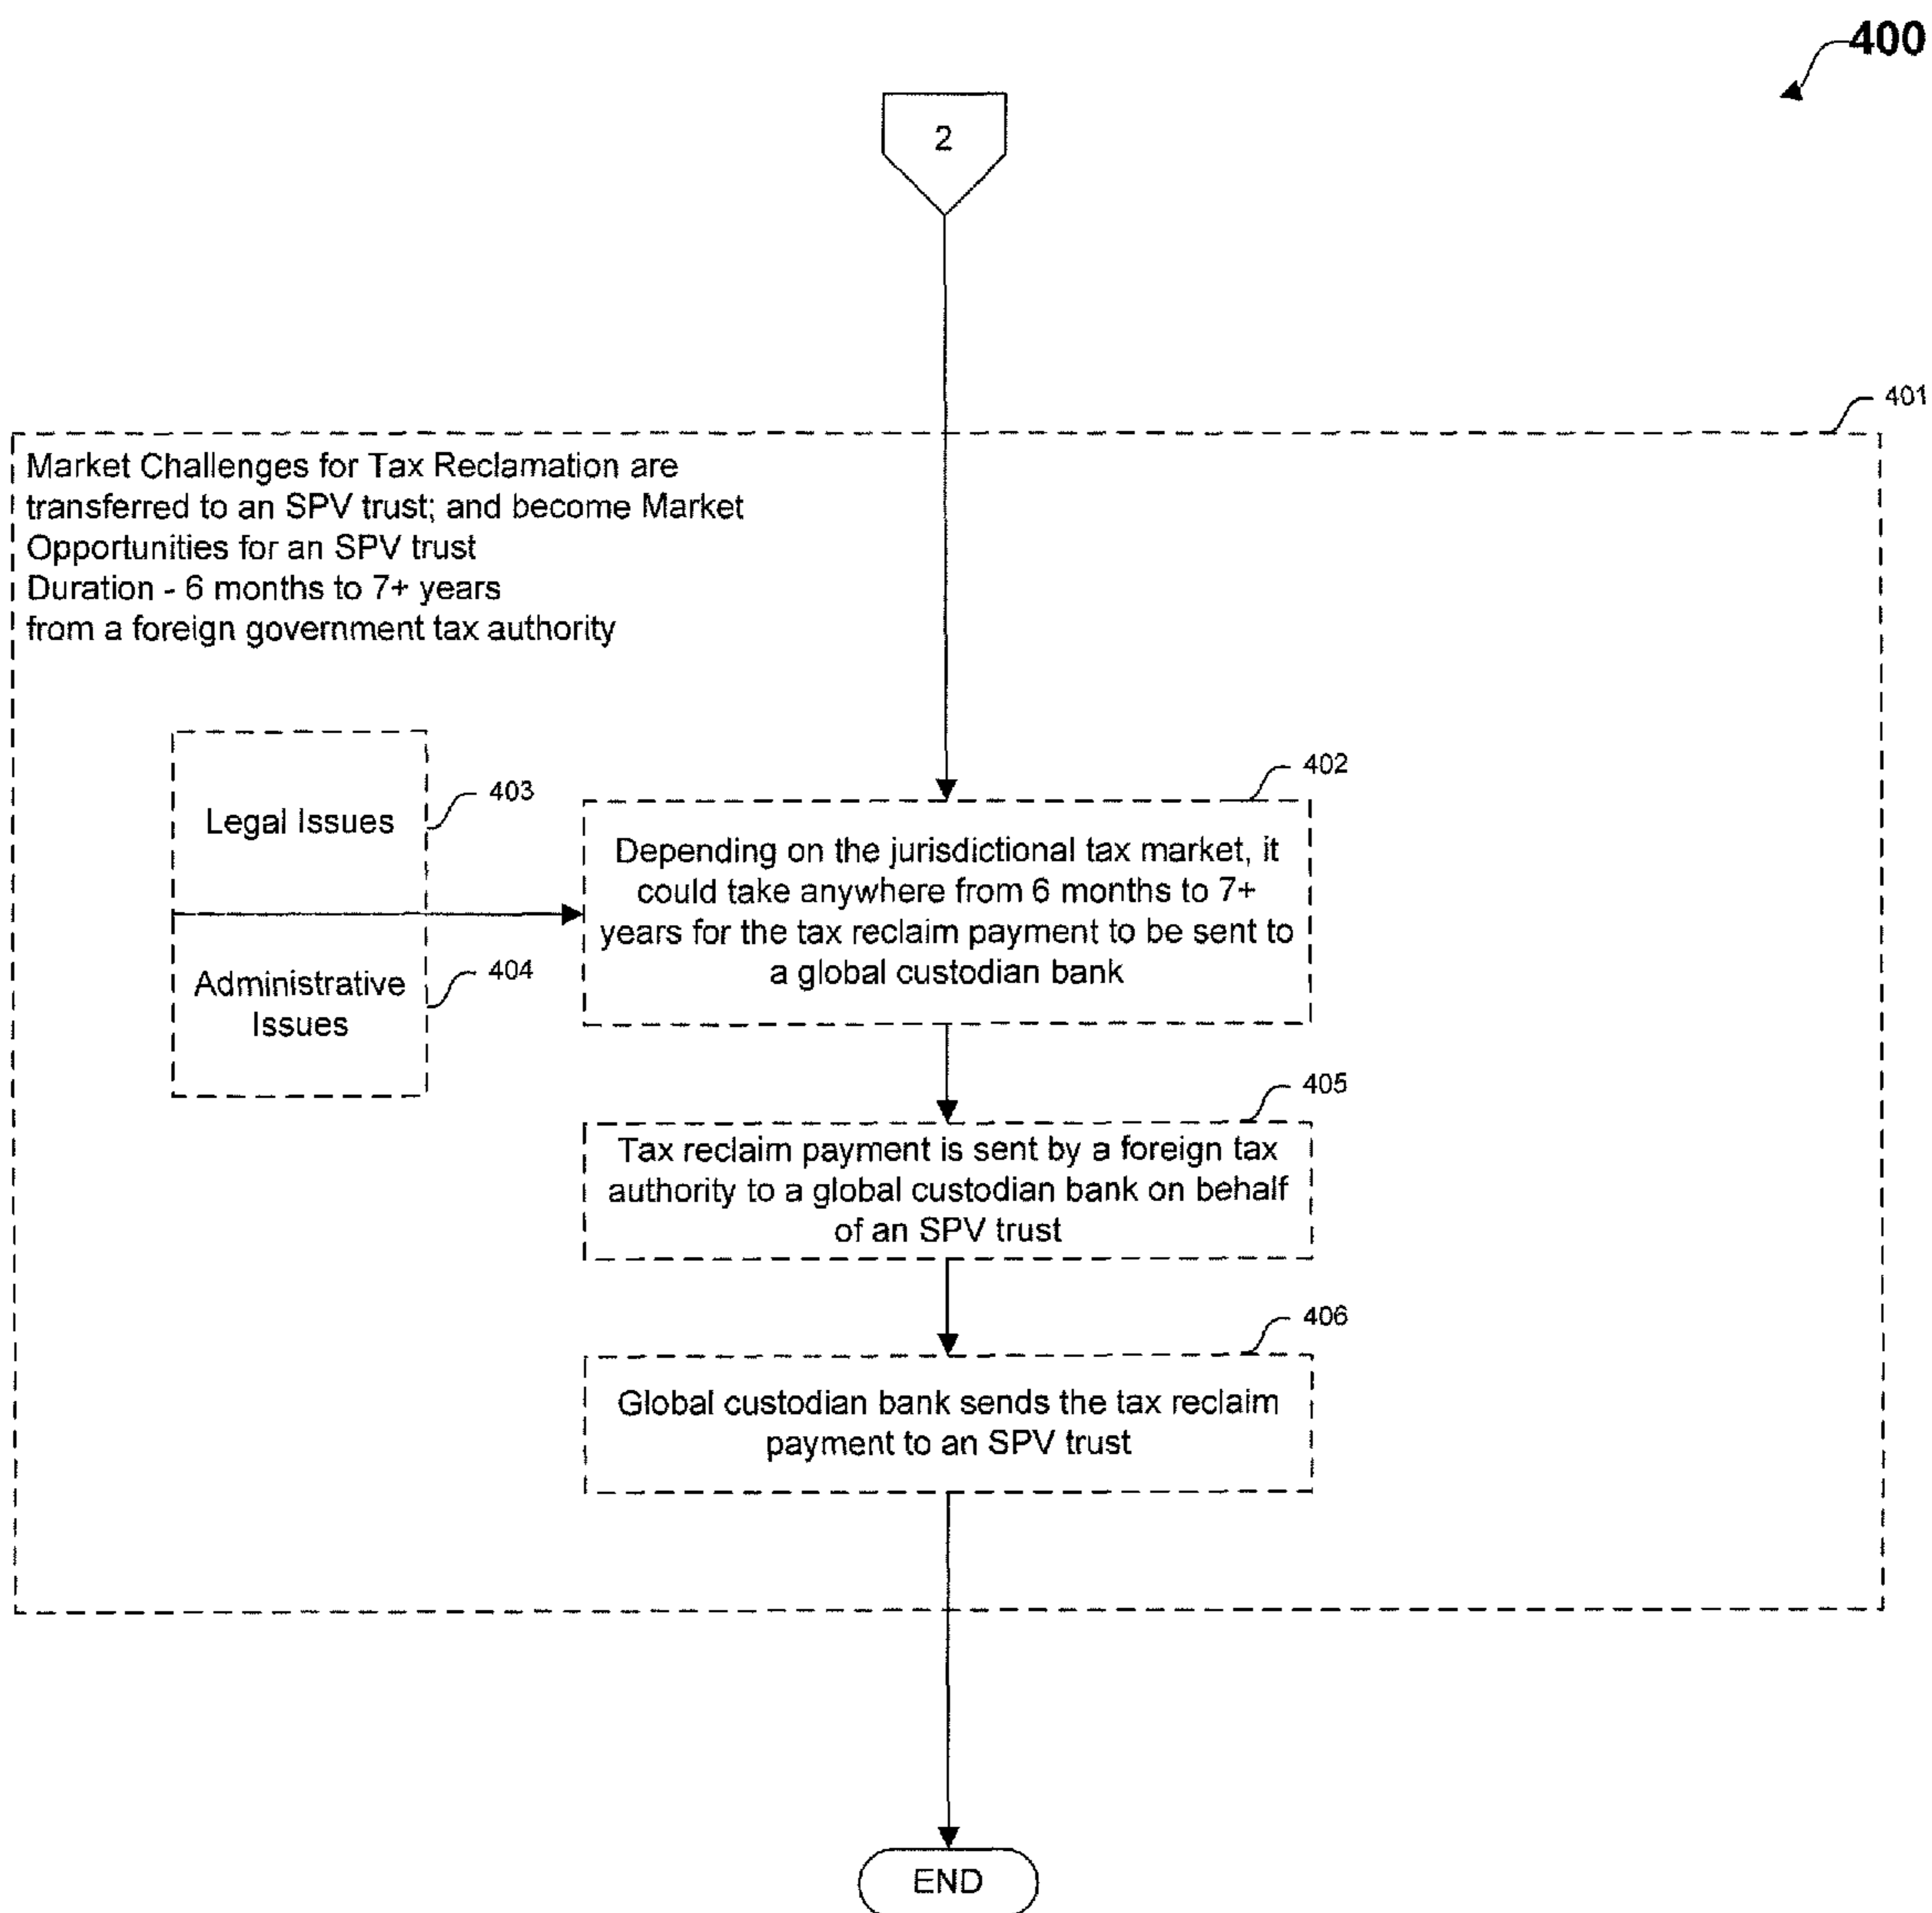 400
2
401
Market Challenges for Tax Reclamation are
transferred to an SPV trust; and become Market
Opportunities for an SPV trust
Duration - 6 months to 7+ years
from a foreign government tax authority
402
403
Legal Issues
Depending on the jurisdictional tax market, it
could take anywhere from 6 months to 7+
years for the tax reclaim payment to be sent to
a global custodian bank
404
Administrative
Issues
405
Tax reclaim payment is sent by a foreign tax
authority to a global custodian bank on behalf
of an SPV trust
406
Global custodian bank sends the tax reclaim
payment to an SPV trust
END